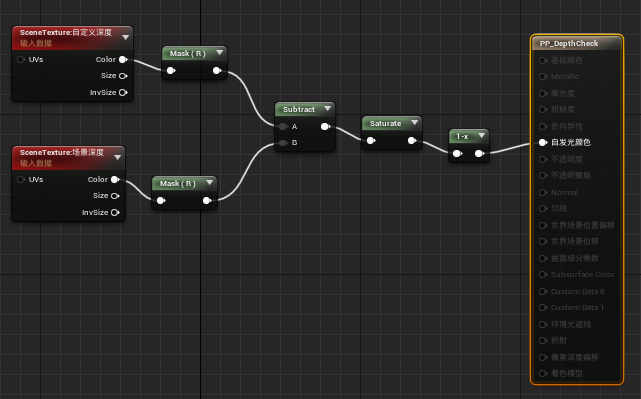 SceneTexture:自定义深度
输入数据
UVs
Color
Size
InvSize
Mask ( R )
SceneTexture:场景深度
输入数据
UVs
Color
Size
InvSize
Mask ( R )
Subtract
A
B
Saturate
1-x
PP_DepthCheck
基础颜色
Metallic
高光度
粗糙度
各向异性
自发光颜色
不透明度
不透明蒙版
Normal
切线
世界场景位置偏移
世界场景位移
曲面细分乘数
Subsurface Color
Custom Data 0
Custom Data 1
环境光遮挡
折射
像素深度偏移
着色模型